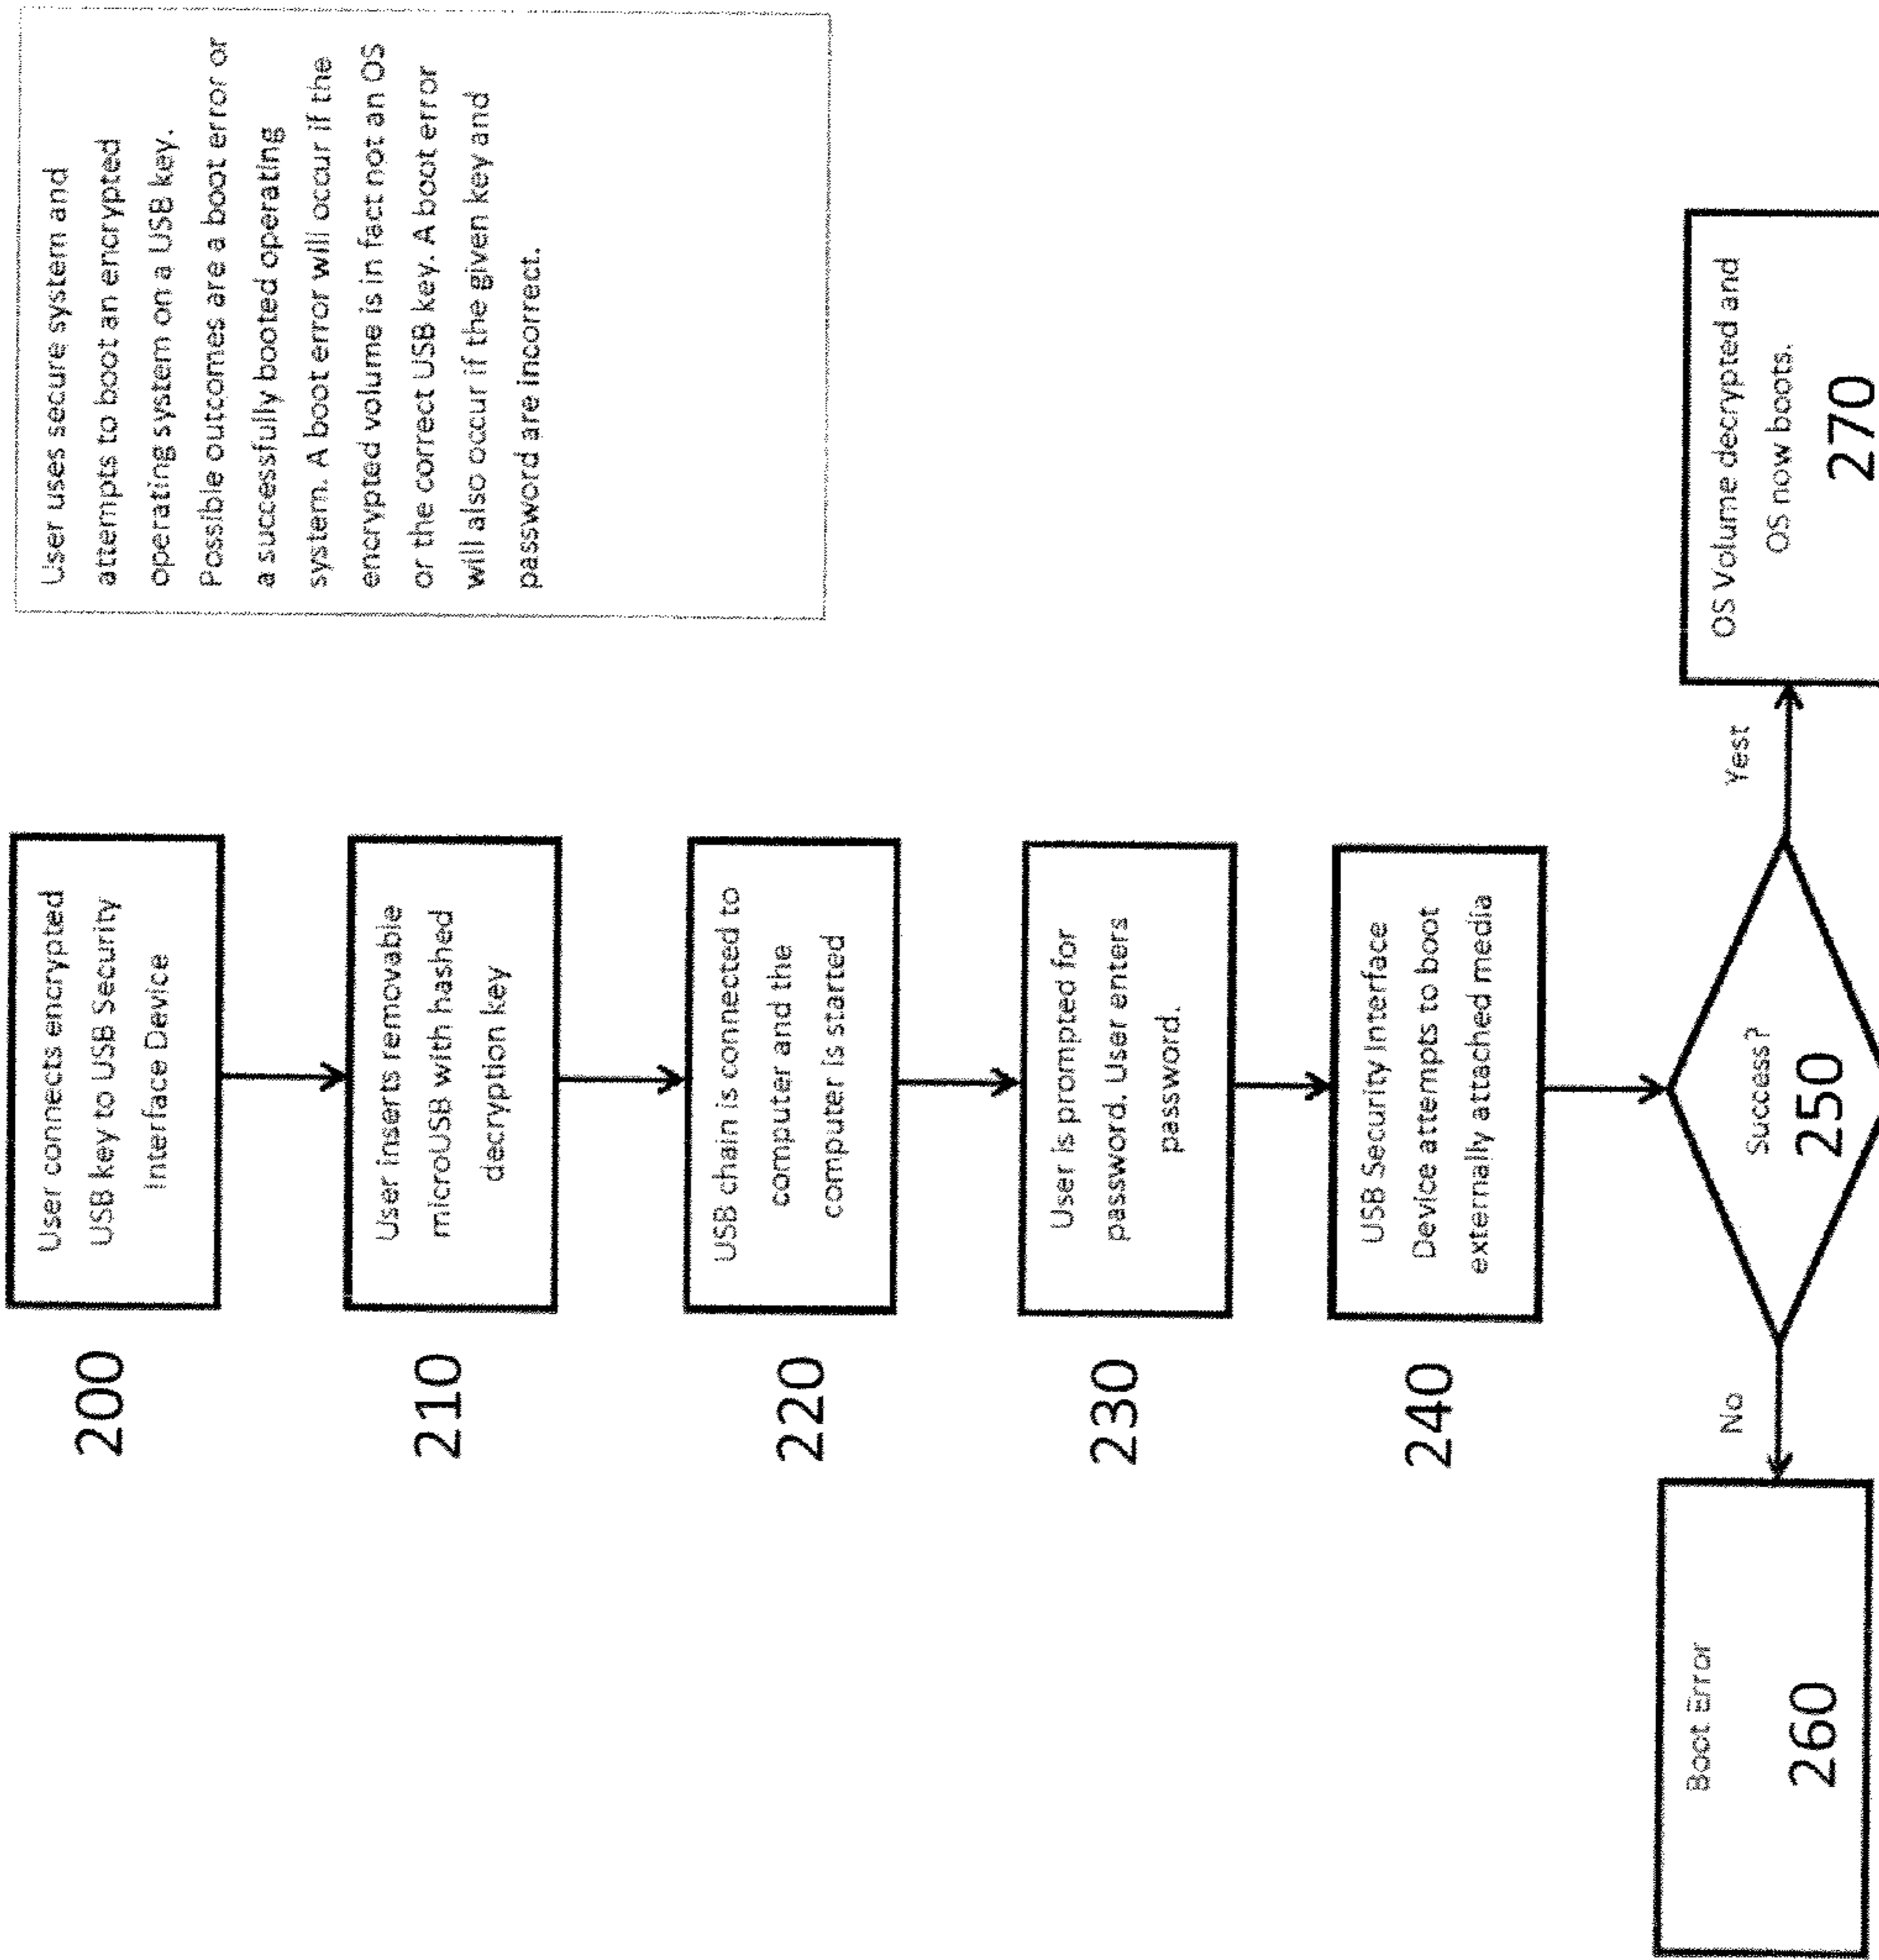 User uses secure system and
attempts to boot an encrypted
operating system on a USB key.
Possible outcomes are a boot error or
a successfully booted operating
system. A boot error will occur if the
encrypted volume is in fact not an OS
or the correct USB key. A boot error
will also occur if the given key and
password are incorrect.
200
User connects encrypted
USB key to USB Security
Interface Device
210
User inserts removable
microUSB with hashed
decryption key
220
USB chain is connected to
computer and the
computer is started
230
User is prompted for
password. User enters
password.
240
USB Security Interface
Device attempts to boot
externally attached media
Success?
250
No
Yest
Boot Error
260
OS Volume decrypted and
OS now boots.
270